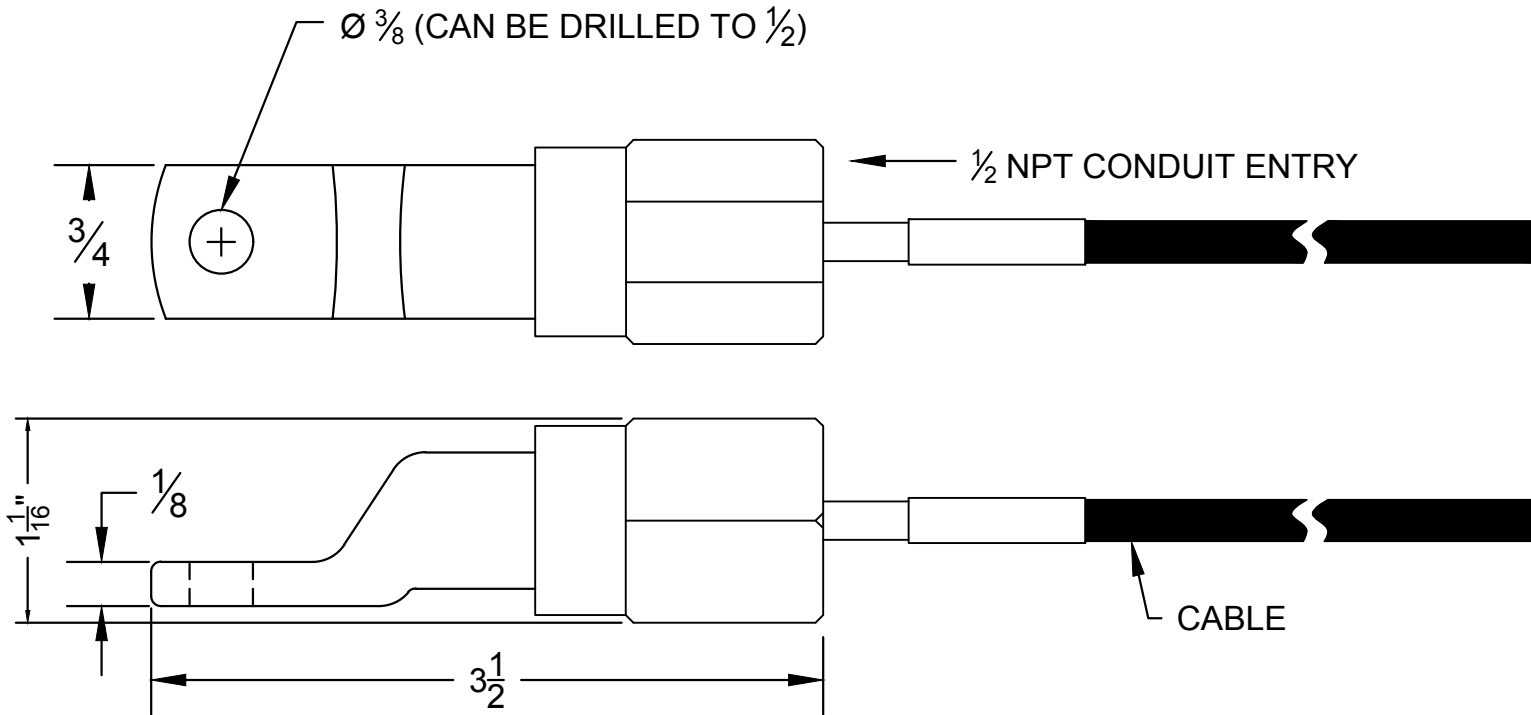 Ø 3⁄8 (CAN BE DRILLED TO 1⁄2)
1⁄2 NPT CONDUIT ENTRY
3⁄4
1⁄8
1 1⁄16"
CABLE
3 1⁄2